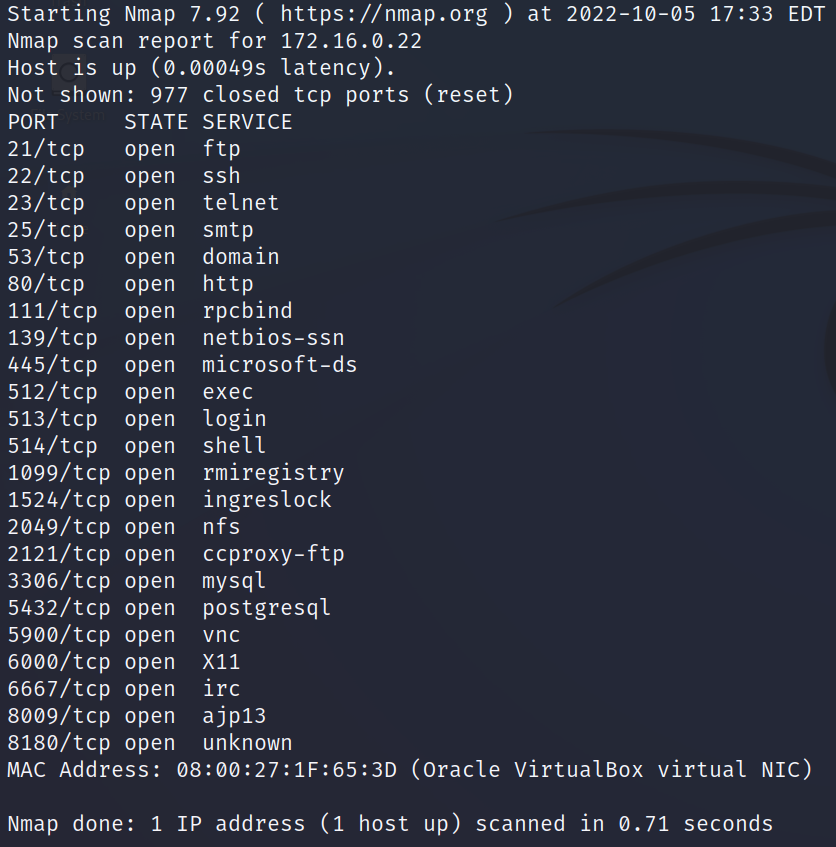 Starting Nmap 7.92 ( https://nmap.org ) at 2022-10-05 17:33 EDT
Nmap scan report for 172.16.0.22
Host is up (0.00049s latency).
Not shown: 977 closed tcp ports (reset)
PORT     STATE SERVICE
21/tcp   open  ftp
22/tcp   open  ssh
23/tcp   open  telnet
25/tcp   open  smtp
53/tcp   open  domain
80/tcp   open  http
111/tcp  open  rpcbind
139/tcp  open  netbios-ssn
445/tcp  open  microsoft-ds
512/tcp  open  exec
513/tcp  open  login
514/tcp  open  shell
1099/tcp open  rmiregistry
1524/tcp open  ingreslock
2049/tcp open  nfs
2121/tcp open  ccproxy-ftp
3306/tcp open  mysql
5432/tcp open  postgresql
5900/tcp open  vnc
6000/tcp open  X11
6667/tcp open  irc
8009/tcp open  ajp13
8180/tcp open  unknown
MAC Address: 08:00:27:1F:65:3D (Oracle VirtualBox virtual NIC)
Nmap done: 1 IP address (1 host up) scanned in 0.71 seconds